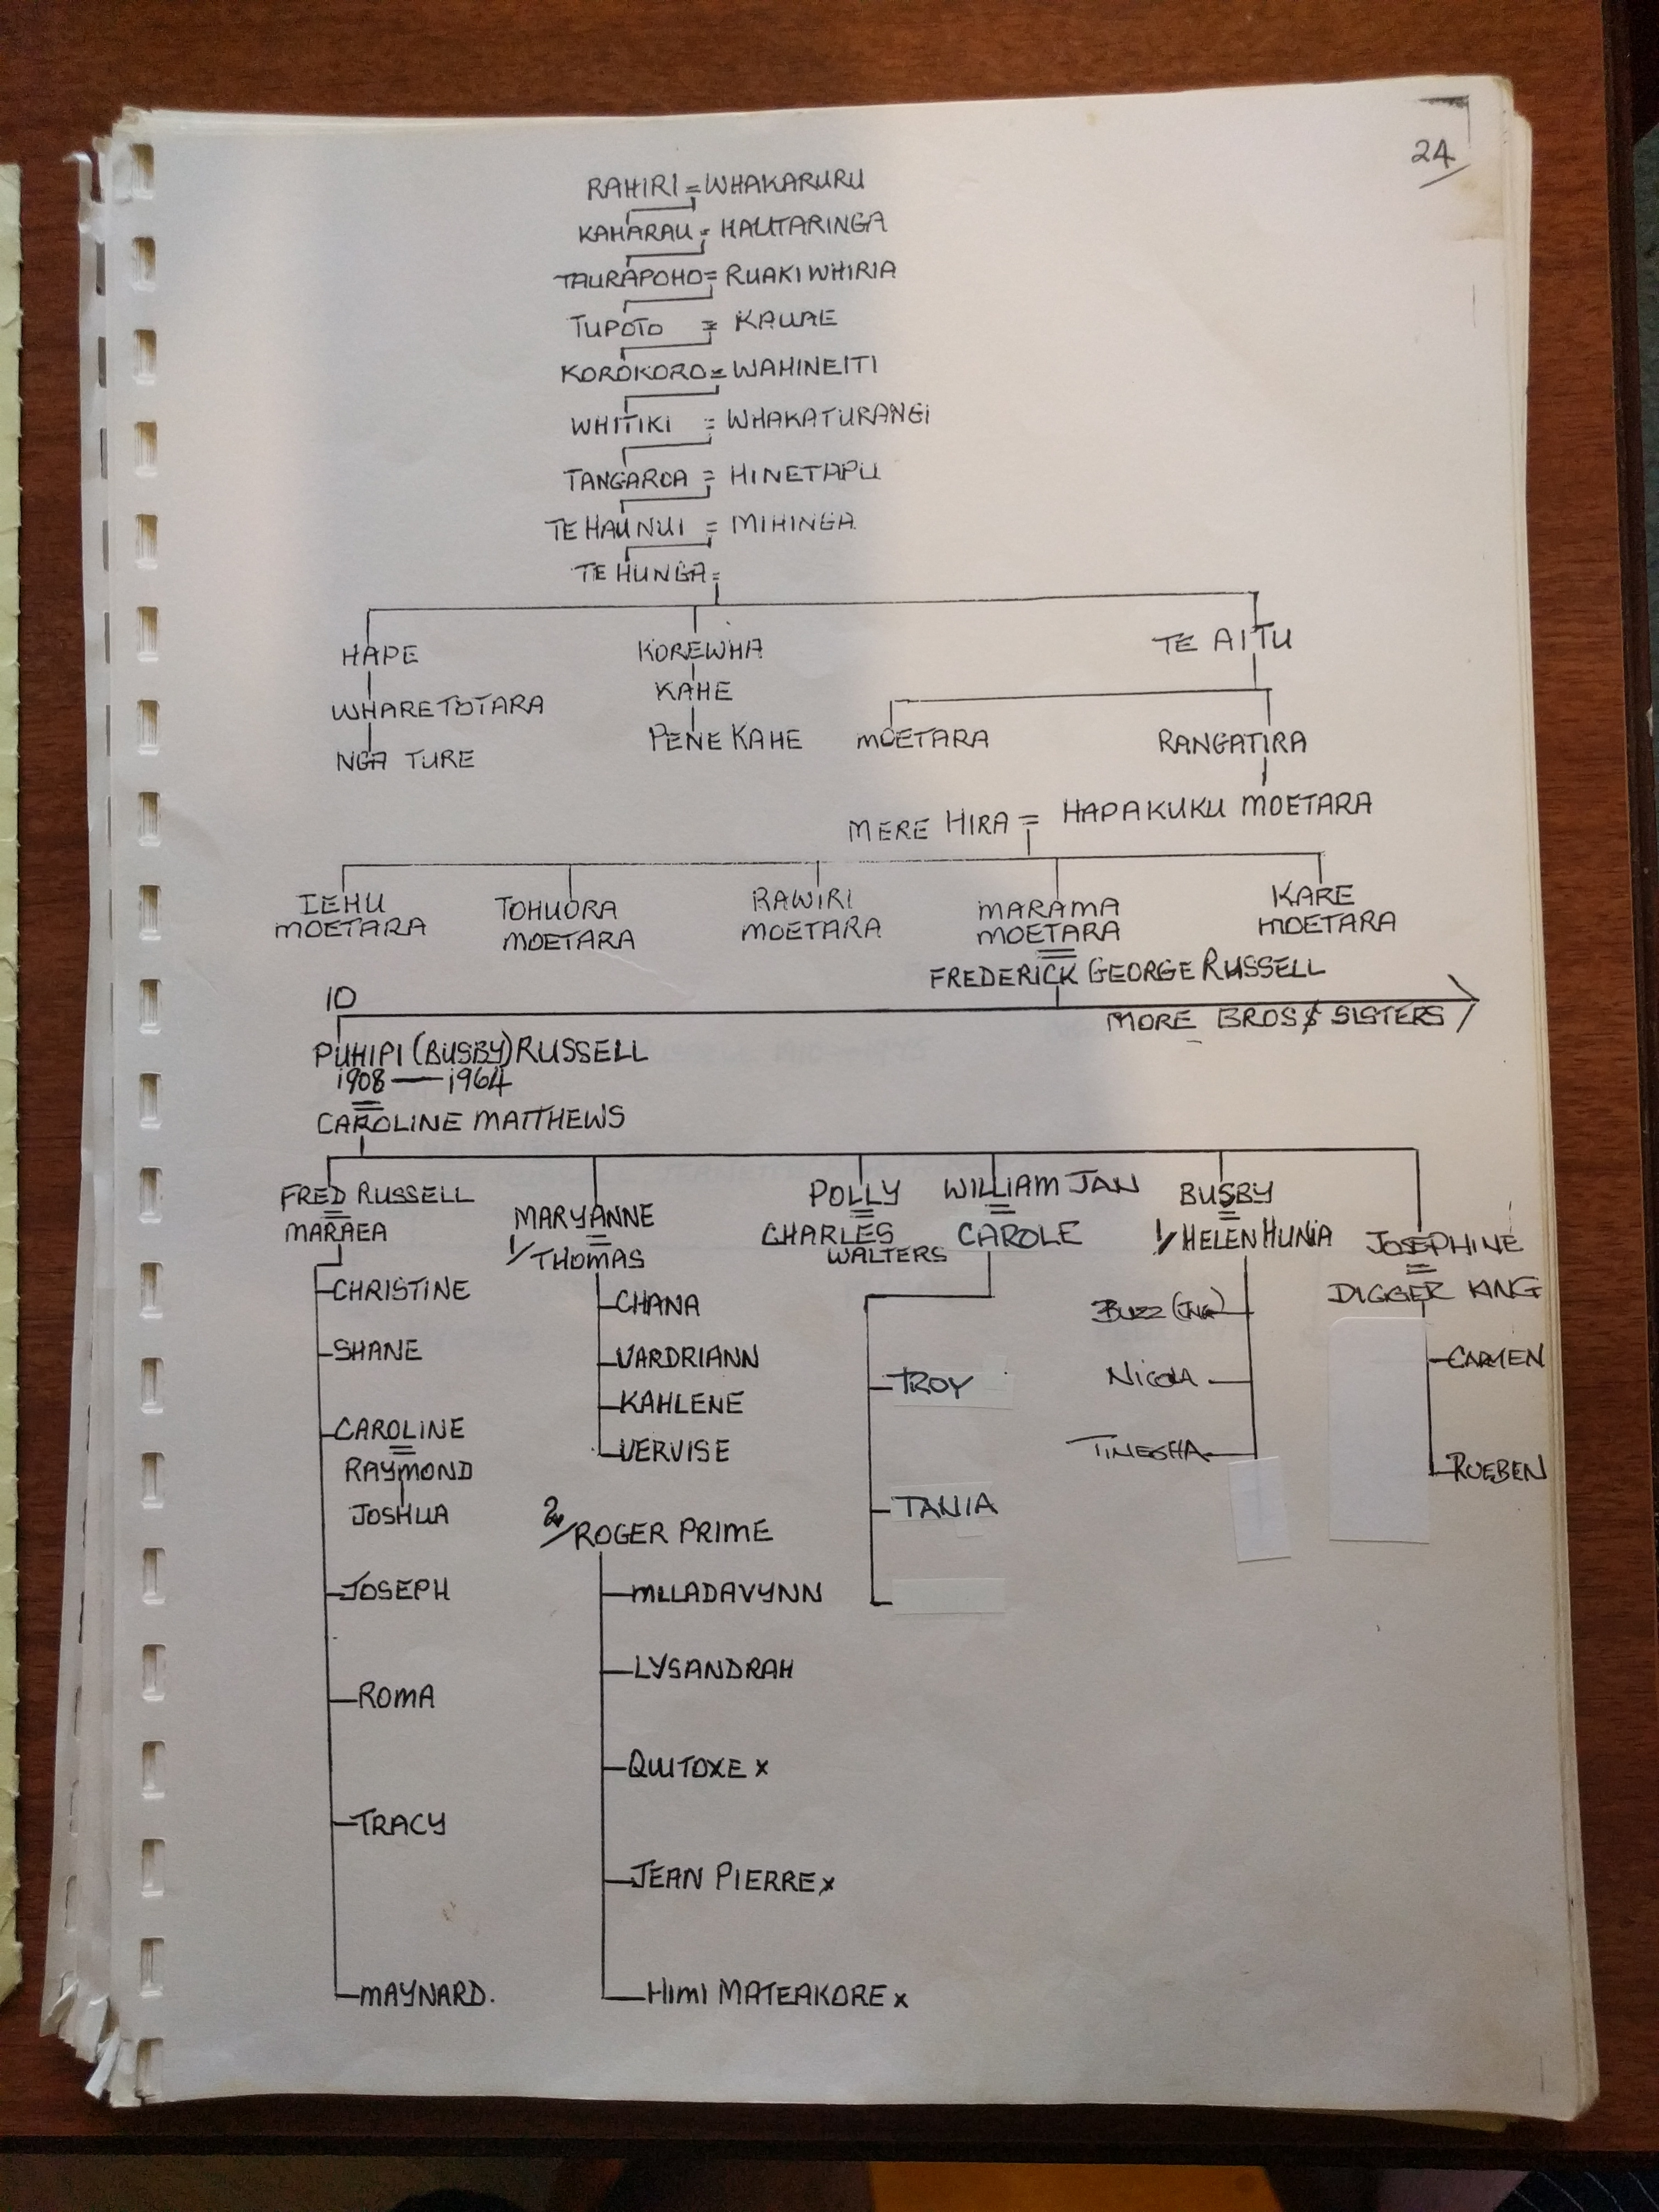 24
RAHIRI = WHAKARURU
KAHARAU = HAUTARINGA
TAURAPOHO = RUAKIWHIRIA
TUPOTO = KAWAE
KOROKORO = WAHINEITI
WHITIKI = WHAKATURANGI
TANGAROA = HINETAPU
TE HAUNUI = MIHINGA
TE HUNGA =
HAPE KOREWHA TE AITU
WHARETOTARA KAHE
NGA TURE PENE KAHE MOETARA RANGATIRA
MERE HIRA = HAPAKUKU MOETARA
IEHU TOHUORA RAWIRI MARAMA KARE
MOETARA MOETARA MOETARA MOETARA MOETARA
FREDERICK GEORGE RUSSELL
10
MORE BROS & SISTERS
PUHIPI (BUSBY) RUSSELL
1908 — 1964
CAROLINE MATTHEWS
FRED RUSSELL
MARAEA
CHRISTINE
SHANE
CAROLINE
RAYMOND
JOSHUA
JOSEPH
ROMA
TRACY
MAYNARD.
MARYANNE
1/ THOMAS
CHANA
VARDRIANN
KAHLENE
VERVISE
2/ ROGER PRIME
LYSANDRAH
QUITOXE x
JEAN PIERRE x
HIMI MATEAKORE x
POLLY
CHARLES
WALTERS
WILLIAM JAN
CAROLE
TROY
TANIA
BUSBY
1/ HELEN HUNIA
BUZZ (JNR)
NICOLA
TINESHA
JOSEPHINE
DIGGER KING
CARMEN
RUEBEN